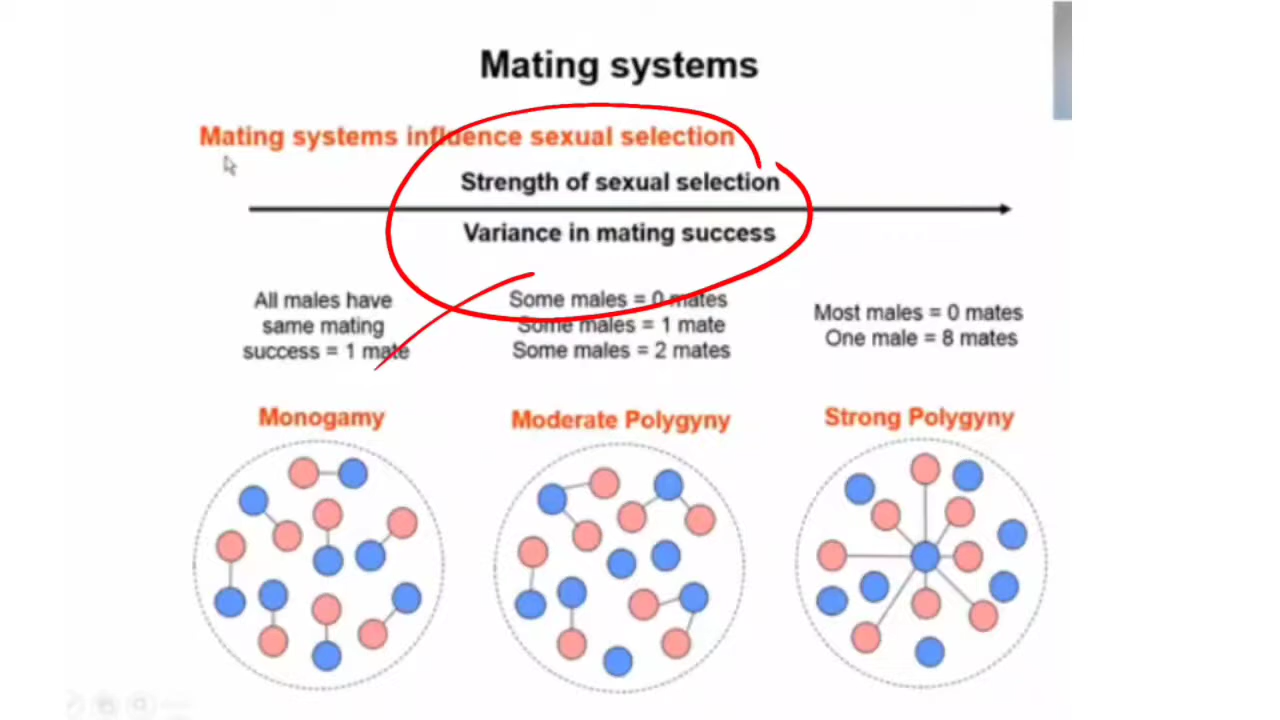 Mating systems
Mating systems influence sexual selection
Strength of sexual selection
Variance in mating success
All males have
same mating
success = 1 mate
Some males = 0 mates
Some males = 1 mate
Some males = 2 mates
Most males = 0 mates
One male = 8 mates
Monogamy
Moderate Polygyny
Strong Polygyny